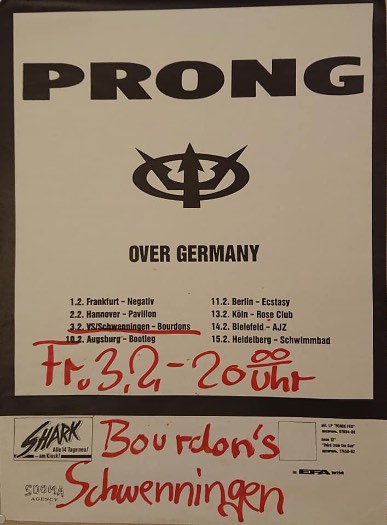 PRONG
OVER GERMANY
1.2. Frankfurt - Negativ
2.2. Hannover - Pavillon
3.2. VS/Schwenningen - Bourdons
10.2. Augsburg - Bootleg
11.2. Berlin - Ecstasy
13.2. Köln - Rose Club
14.2. Bielefeld - AJZ
15.2. Heidelberg - Schwimmbad
Fr. 3.2. - 20 00 Uhr
SHARK
Alle 14 Tage neu!
am Kiosk!
Bourdon's
Schwenningen
SOOMA
AGENCY
EFA